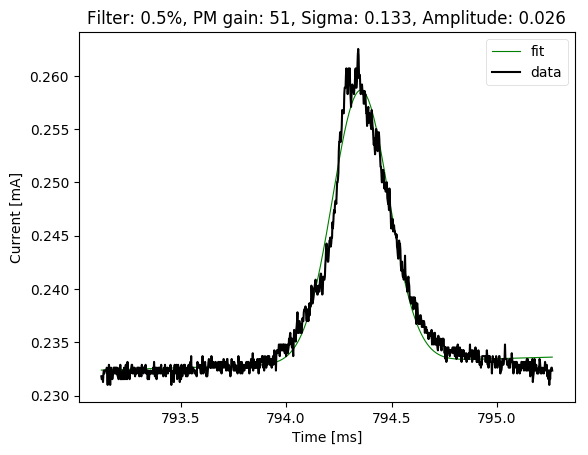 Filter: 0.5%, PM gain: 51, Sigma: 0.133, Amplitude: 0.026
fit
data
0.260
0.255
0.250
0.245
0.240
0.235
0.230
Current [mA]
793.5 794.0 794.5 795.0
Time [ms]